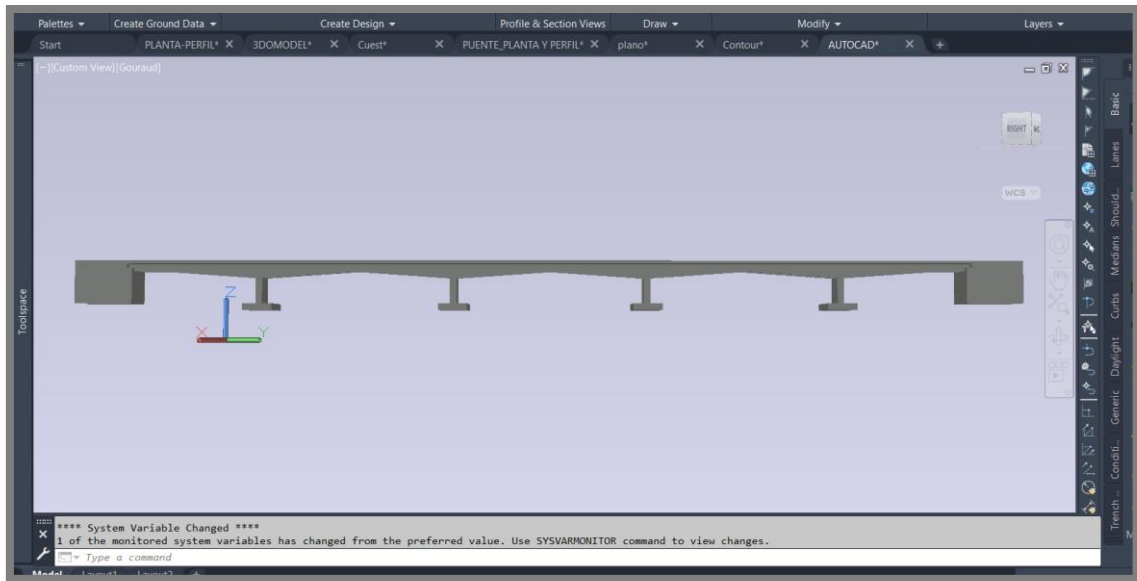 Palettes Create Ground Data Create Design Profile & Section Views Draw Modify Layers
Start PLANTA-PERFIL* 3DOMODEL* Cuest* PUENTE_PLANTA Y PERFIL* plano* Contour* AUTOCAD*
[−][Custom View][Gouraud]
RIGHT
WCS
Z
X
Y
Toolspace
Basic
Lanes
Should...
Medians
Curbs
Daylight
Generic
Conditi...
Trench ...
**** System Variable Changed ****
1 of the monitored system variables has changed from the preferred value. Use SYSVARMONITOR command to view changes.
Type a command
Model Layout1 Layout2